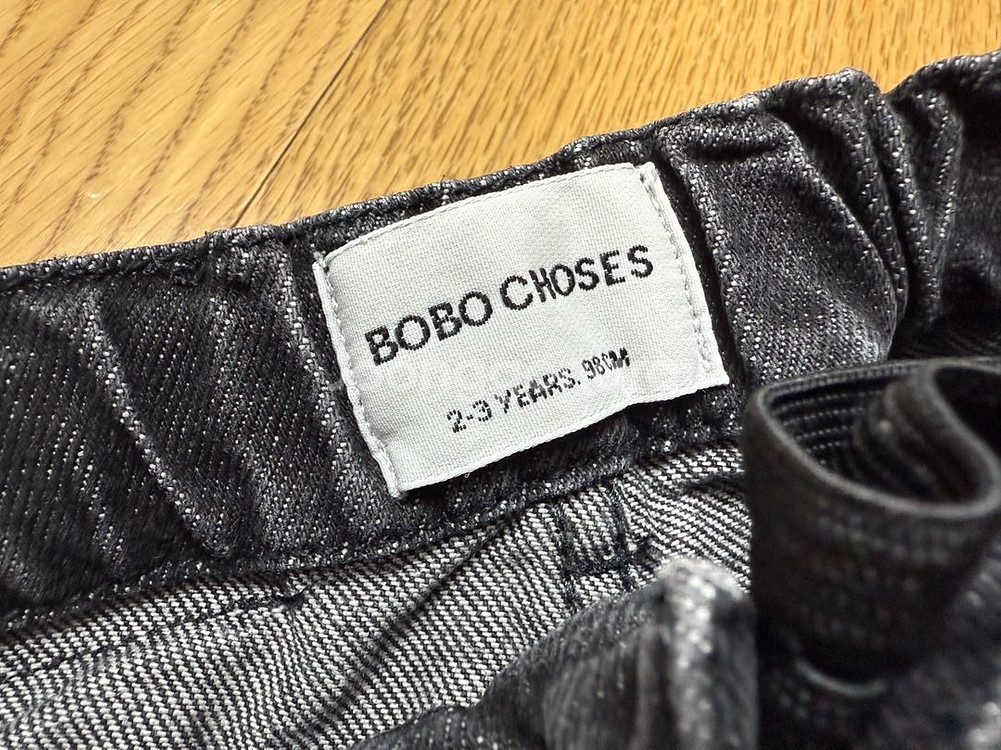 BOBO CHOSES
2-3 YEARS. 98CM